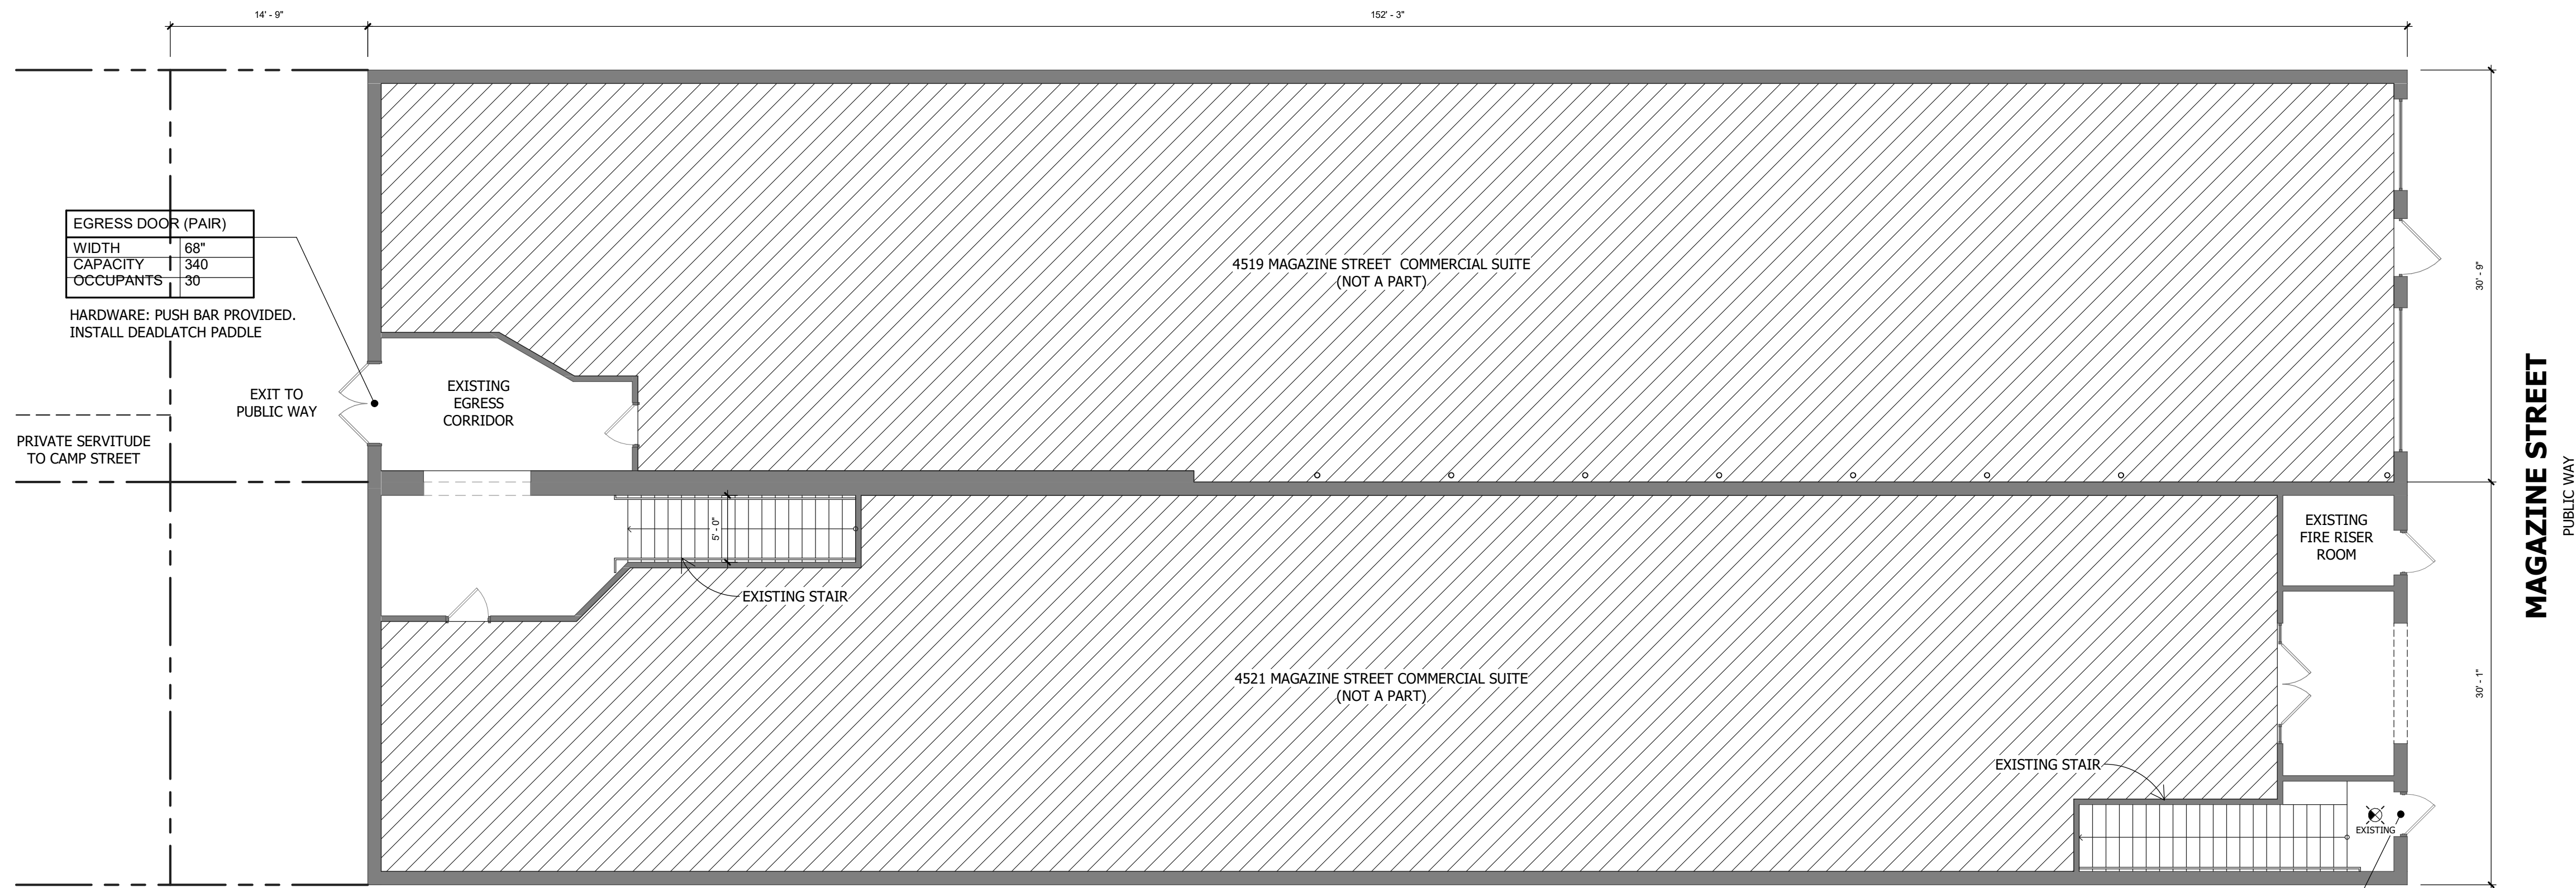 14' - 9"
152' - 3"
EGRESS DOOR (PAIR)
WIDTH 68"
CAPACITY 340
OCCUPANTS 30
HARDWARE: PUSH BAR PROVIDED.
INSTALL DEADLATCH PADDLE
EXIT TO
PUBLIC WAY
PRIVATE SERVITUDE
TO CAMP STREET
EXISTING
EGRESS
CORRIDOR
4519 MAGAZINE STREET COMMERCIAL SUITE
(NOT A PART)
30' - 9"
5' - 0"
EXISTING STAIR
EXISTING
FIRE RISER
ROOM
MAGAZINE STREET
PUBLIC WAY
4521 MAGAZINE STREET COMMERCIAL SUITE
(NOT A PART)
30' - 1"
EXISTING STAIR
EXISTING